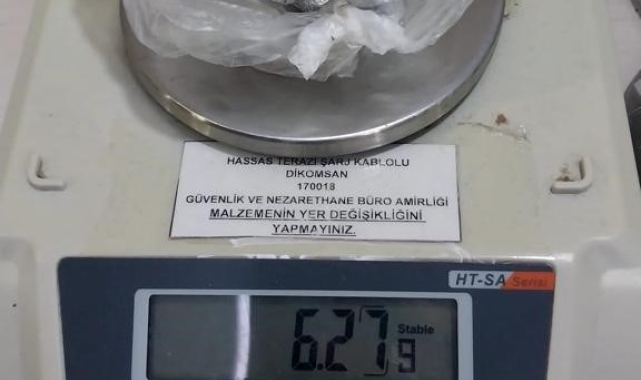 HASSAS TERAZİ ŞARJ KABLOLU
DİKOMSAN
170018
GÜVENLİK VE NEZARETHANE BÜRO AMİRLİĞİ
MALZEMENİN YER DEĞİŞİKLİĞİNİ
YAPMAYINIZ.
HT-SA Serisi
6.27 Stable g